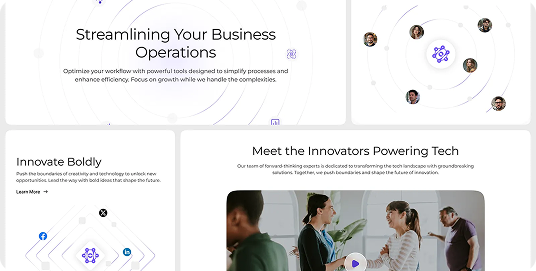 Streamlining Your Business
Operations
Optimize your workflow with powerful tools designed to simplify processes and
enhance efficiency. Focus on growth while we handle the complexities.
Innovate Boldly
Push the boundaries of creativity and technology to unlock new
opportunities. Lead the way with bold ideas that shape the future.
Learn More
Meet the Innovators Powering Tech
Our team of forward-thinking experts is dedicated to transforming the tech landscape with groundbreaking
solutions. Together, we push boundaries and shape the future of innovation.